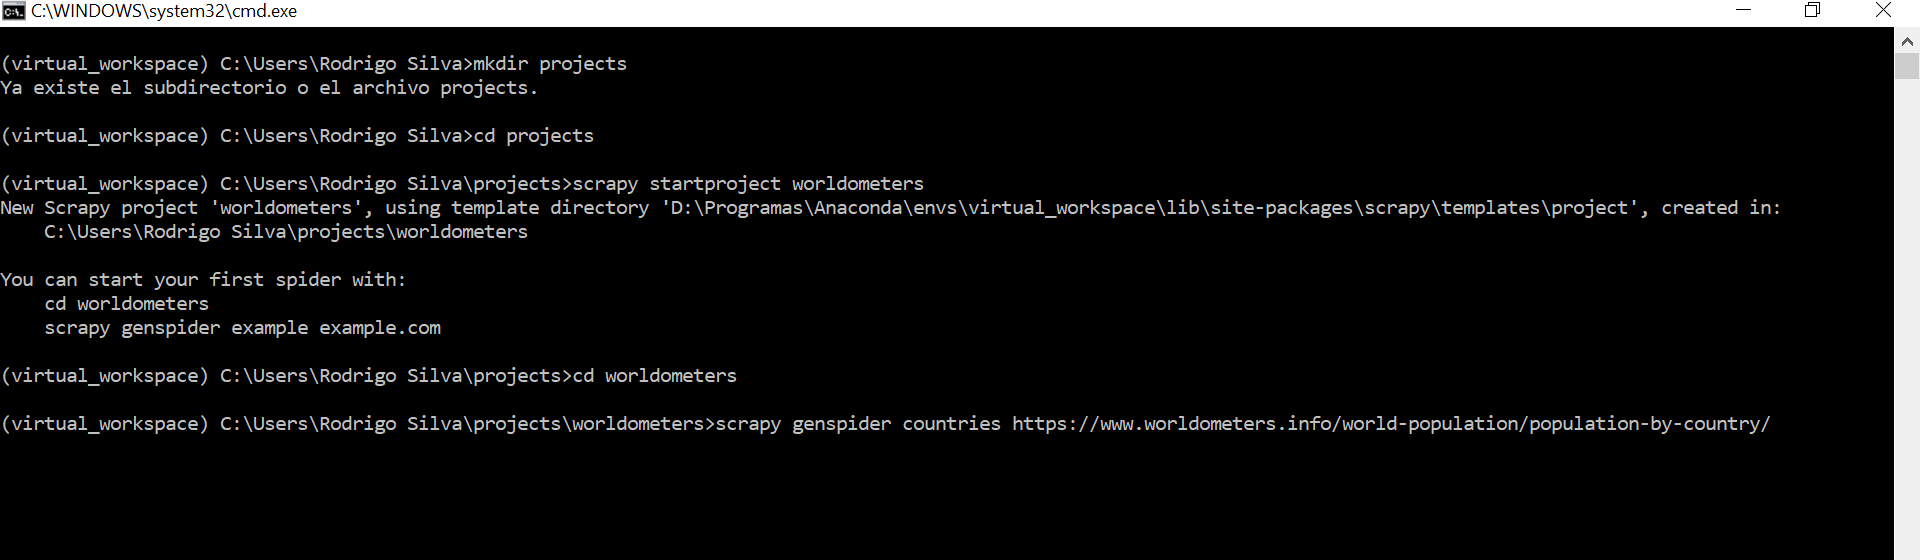 C:\WINDOWS\system32\cmd.exe
(virtual_workspace) C:\Users\Rodrigo Silva>mkdir projects
Ya existe el subdirectorio o el archivo projects.
(virtual_workspace) C:\Users\Rodrigo Silva>cd projects
(virtual_workspace) C:\Users\Rodrigo Silva\projects>scrapy startproject worldometers
New Scrapy project 'worldometers', using template directory 'D:\Programas\Anaconda\envs\virtual_workspace\lib\site-packages\scrapy\templates\project', created in:
    C:\Users\Rodrigo Silva\projects\worldometers
You can start your first spider with:
    cd worldometers
    scrapy genspider example example.com
(virtual_workspace) C:\Users\Rodrigo Silva\projects>cd worldometers
(virtual_workspace) C:\Users\Rodrigo Silva\projects\worldometers>scrapy genspider countries https://www.worldometers.info/world-population/population-by-country/